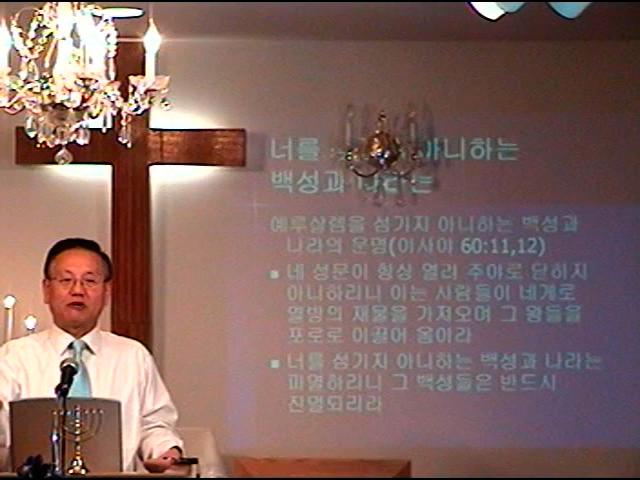 너를 아니하는
백성과 나라는
예루살렘을 섬기지 아니하는 백성과
나라의 운명(이사야 60:11,12)
네 성문이 항상 열려 주야로 닫히지
아니하리니 이는 사람들이 네게로
열방의 재물을 가져오며 그 왕들을
포로로 이끌어 옴이라
너를 섬기지 아니하는 백성과 나라는
파멸하리니 그 백성들은 반드시
진멸되리라